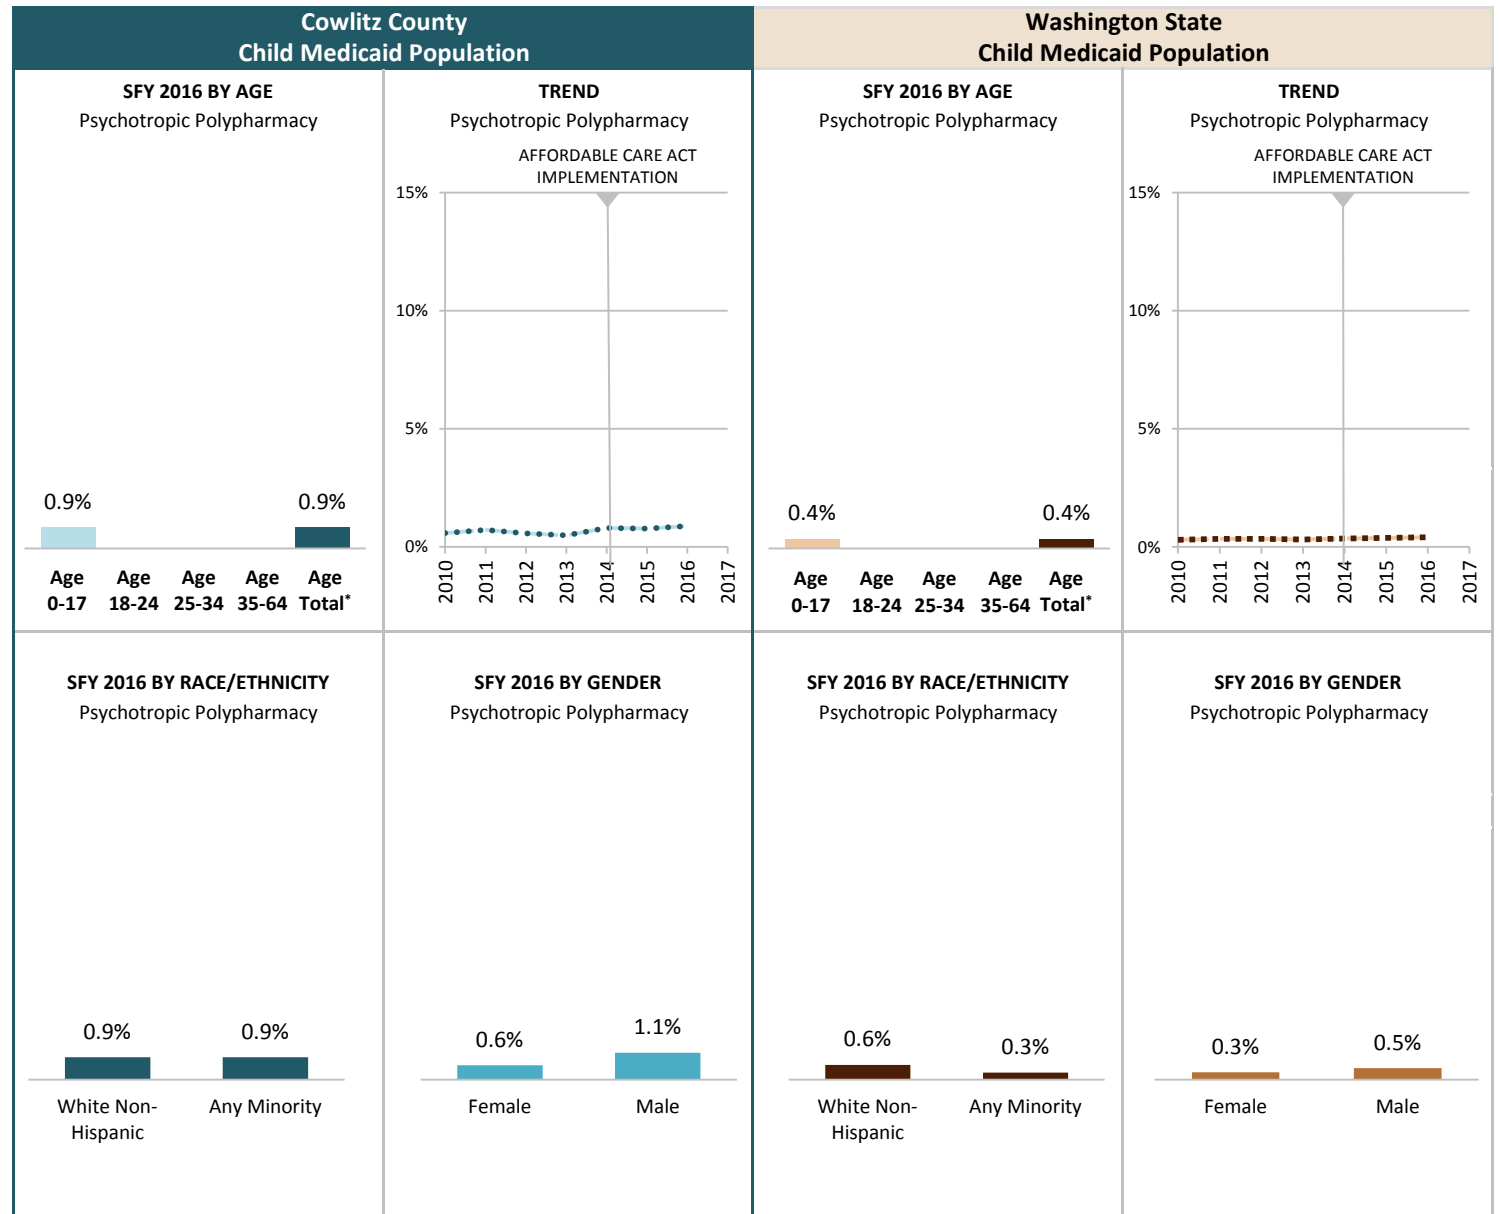 Cowlitz County
Child Medicaid Population
Washington State
Child Medicaid Population
SFY 2016 BY AGE
Psychotropic Polypharmacy
0.9%
0.9%
Age 0-17
Age 18-24
Age 25-34
Age 35-64
Age Total*
TREND
Psychotropic Polypharmacy
AFFORDABLE CARE ACT
IMPLEMENTATION
15%
10%
5%
0%
2010
2011
2012
2013
2014
2015
2016
2017
SFY 2016 BY AGE
Psychotropic Polypharmacy
0.4%
0.4%
Age 0-17
Age 18-24
Age 25-34
Age 35-64
Age Total*
TREND
Psychotropic Polypharmacy
AFFORDABLE CARE ACT
IMPLEMENTATION
15%
10%
5%
0%
2010
2011
2012
2013
2014
2015
2016
2017
SFY 2016 BY RACE/ETHNICITY
Psychotropic Polypharmacy
0.9%
0.9%
White Non-
Hispanic
Any Minority
SFY 2016 BY GENDER
Psychotropic Polypharmacy
0.6%
1.1%
Female
Male
SFY 2016 BY RACE/ETHNICITY
Psychotropic Polypharmacy
0.6%
0.3%
White Non-
Hispanic
Any Minority
SFY 2016 BY GENDER
Psychotropic Polypharmacy
0.3%
0.5%
Female
Male